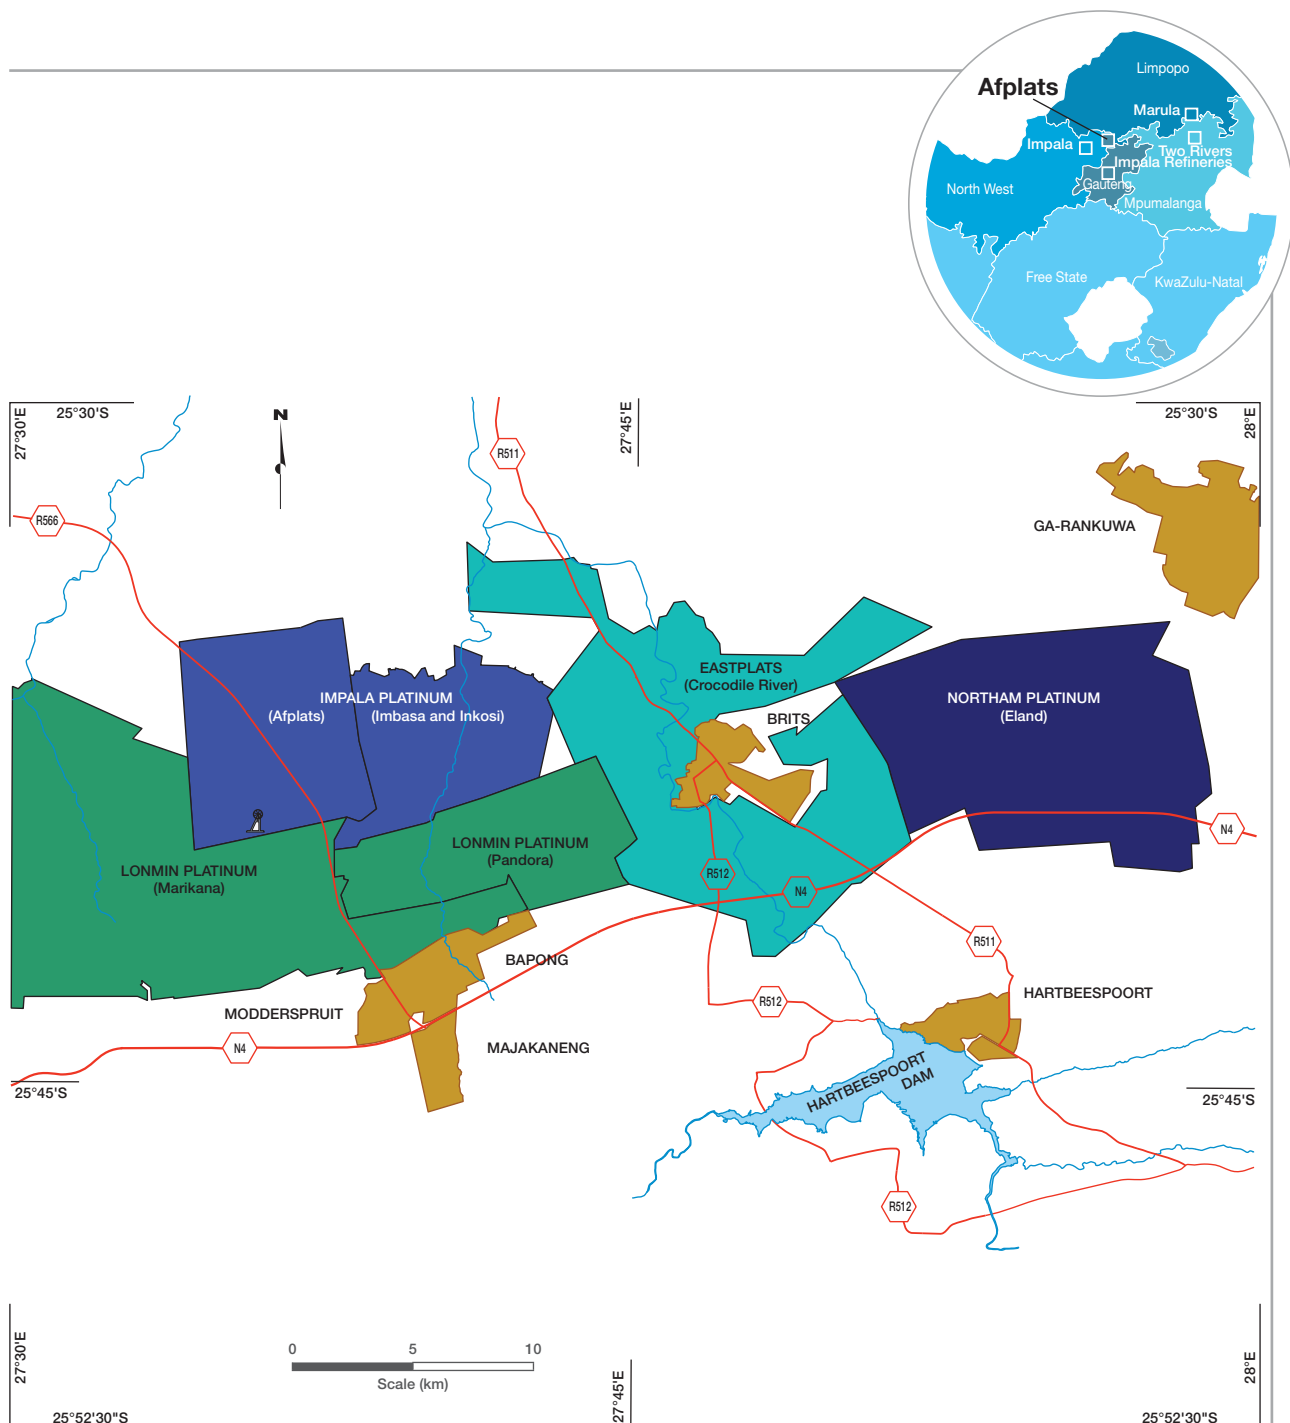 Limpopo
Afplats
Marula
Impala
Two Rivers
Impala Refineries
North West
Gauteng
Mpumalanga
Free State
KwaZulu-Natal
27°30'E
25°30'S
N
27°45'E
25°30'S
28°E
R511
R566
GA-RANKUWA
EASTPLATS
(Crocodile River)
IMPALA PLATINUM
(Afplats)
(Imbasa and Inkosi)
NORTHAM PLATINUM
(Eland)
BRITS
N4
LONMIN PLATINUM
(Pandora)
LONMIN PLATINUM
(Marikana)
R512
N4
R511
BAPONG
HARTBEESPOORT
R512
MODDERSPRUIT
N4
MAJAKANENG
HARTBEESPOORT
DAM
25°45'S
25°45'S
R512
27°30'E
0 5 10
Scale (km)
27°45'E
28°E
25°52'30"S
25°52'30"S